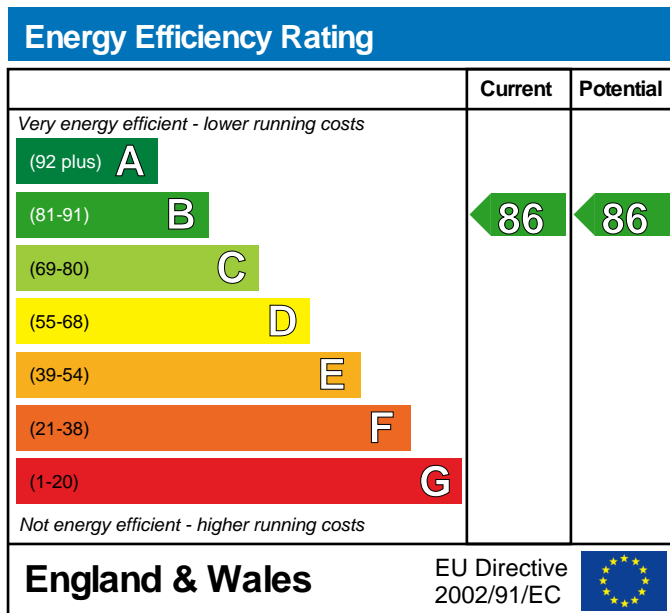 Energy Efficiency Rating
Current Potential
Very energy efficient - lower running costs
(92 plus) A
(81-91) B 86 86
(69-80) C
(55-68) D
(39-54) E
(21-38) F
(1-20) G
Not energy efficient - higher running costs
England & Wales
EU Directive
2002/91/EC